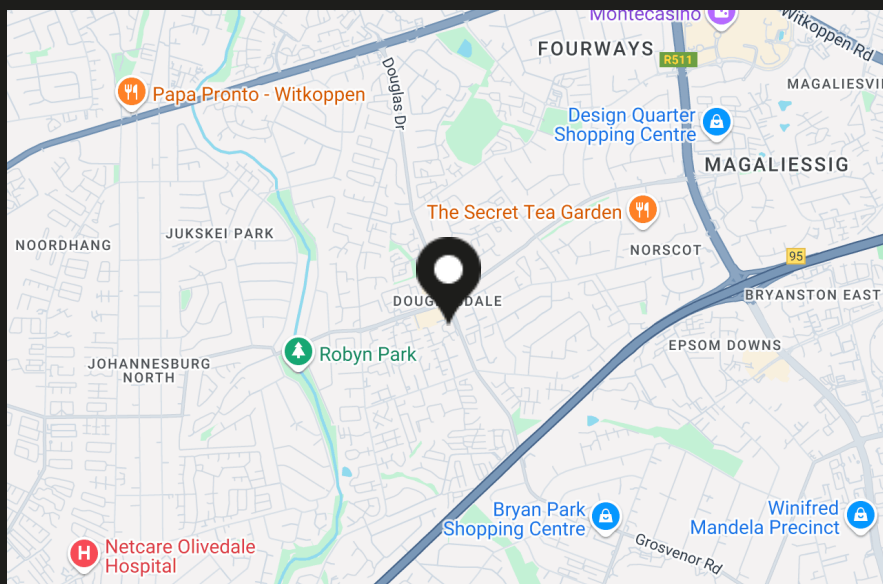 Montecasino
Witkoppen Rd
FOURWAYS
R511
Douglas Dr
Papa Pronto - Witkoppen
MAGALIESVI
Design Quarter
Shopping Centre
MAGALIESSIG
The Secret Tea Garden
JUKSKEI PARK
NOORDHANG
NORSCOT
95
DOUG DALE
BRYANSTON EAST
EPSOM DOWNS
Robyn Park
JOHANNESBURG
NORTH
Bryan Park
Shopping Centre
Winifred
Mandela Precinct
Grosvenor Rd
H
Netcare Olivedale
Hospital